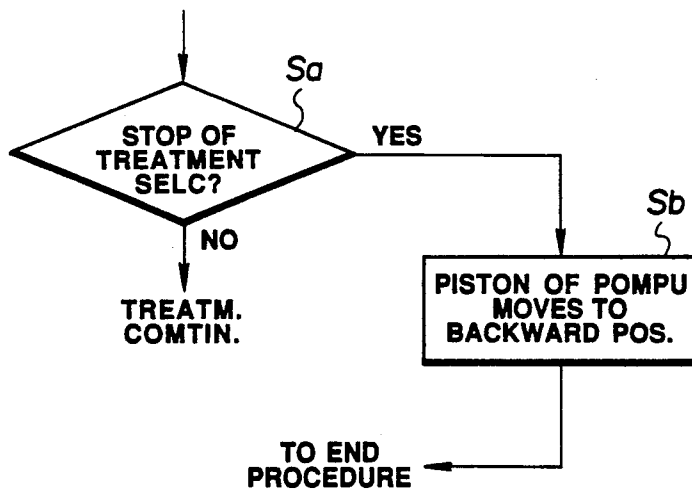 Sa
STOP OF
TREATMENT
SELC?
YES
NO
TREATM.
COMTIN.
Sb
PISTON OF POMPU
MOVES TO
BACKWARD POS.
TO END
PROCEDURE